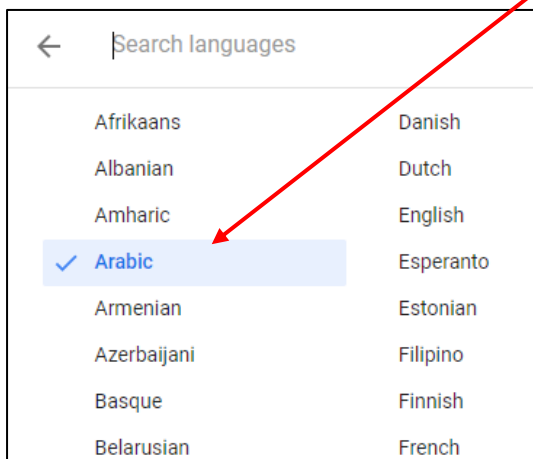 Search languages
Afrikaans
Albanian
Amharic
Arabic
Armenian
Azerbaijani
Basque
Belarusian
Danish
Dutch
English
Esperanto
Estonian
Filipino
Finnish
French